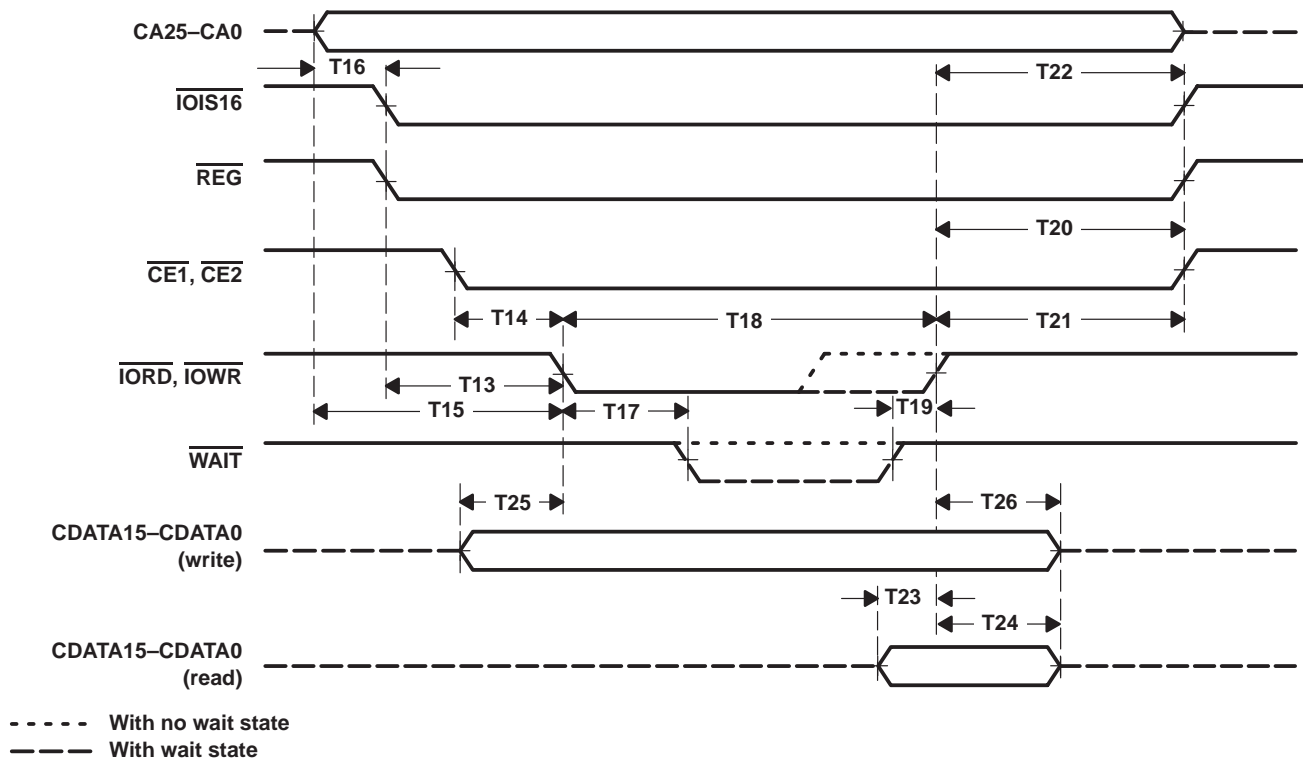 CA25–CA0
T16
T22
IOIS16
REG
T20
CE1, CE2
T14
T18
T21
IORD, IOWR
T13
T19
T15
T17
WAIT
T25
T26
CDATA15–CDATA0
(write)
T23
T24
CDATA15–CDATA0
(read)
With no wait state
With wait state